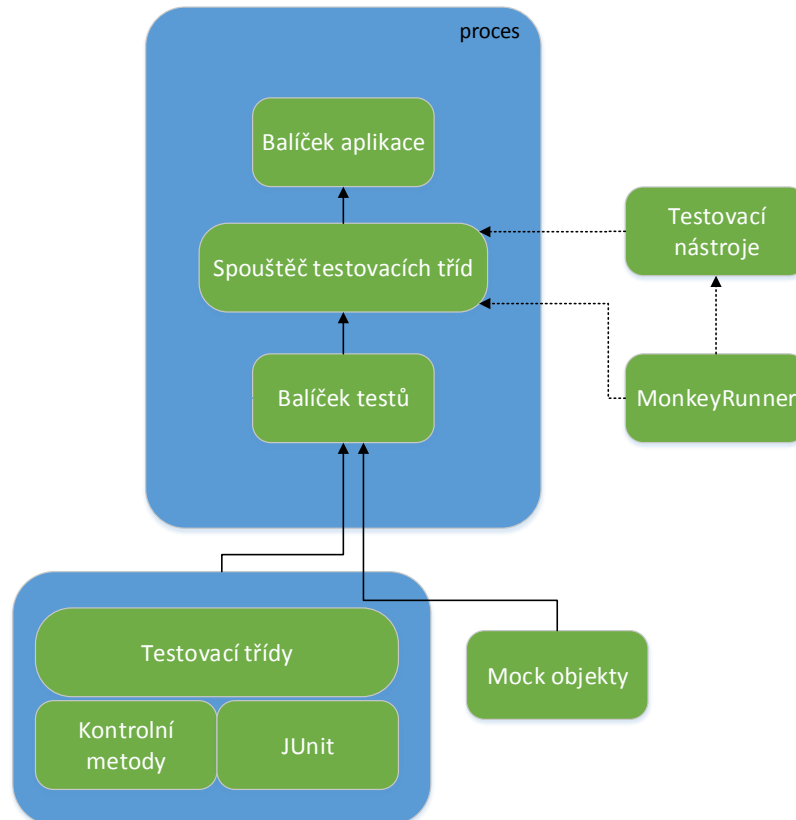 proces
Balíček aplikace
Testovací
nástroje
Spouštěč testovacích tříd
Balíček testů
MonkeyRunner
Testovací třídy
Mock objekty
Kontrolní
metody
JUnit